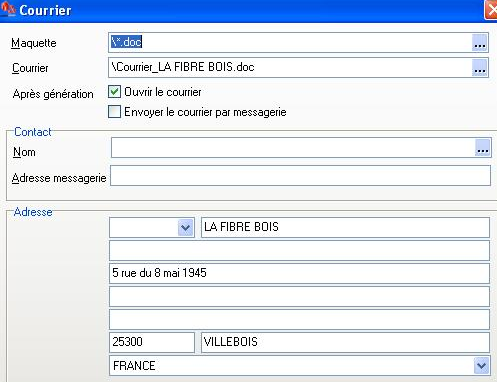 Courrier
Maquette \*.doc ...
Courrier \Courrier_LA FIBRE BOIS.doc ...
Après génération Ouvrir le courrier
Envoyer le courrier par messagerie
Contact
Nom ...
Adresse messagerie
Adresse
LA FIBRE BOIS
5 rue du 8 mai 1945
25300 VILLEBOIS
FRANCE